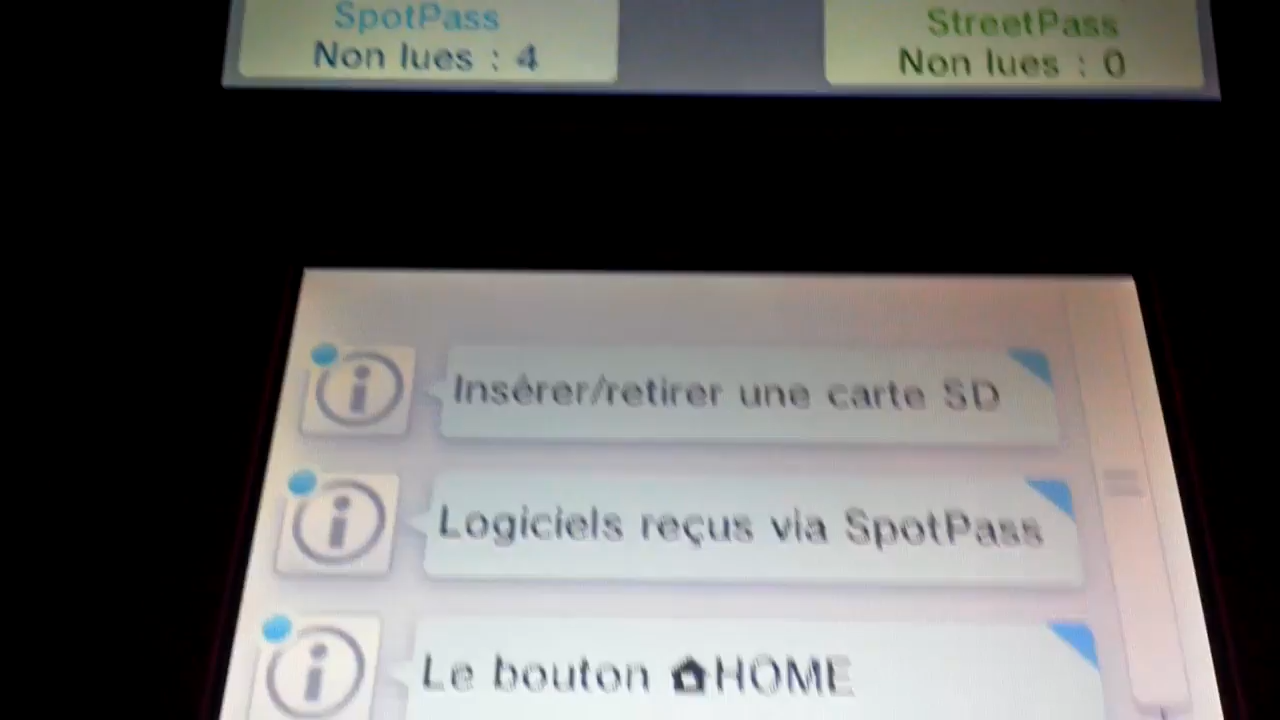 SpotPass
Non lues : 4
StreetPass
Non lues : 0
Insérer/retirer une carte SD
Logiciels reçus via SpotPass
Le bouton HOME